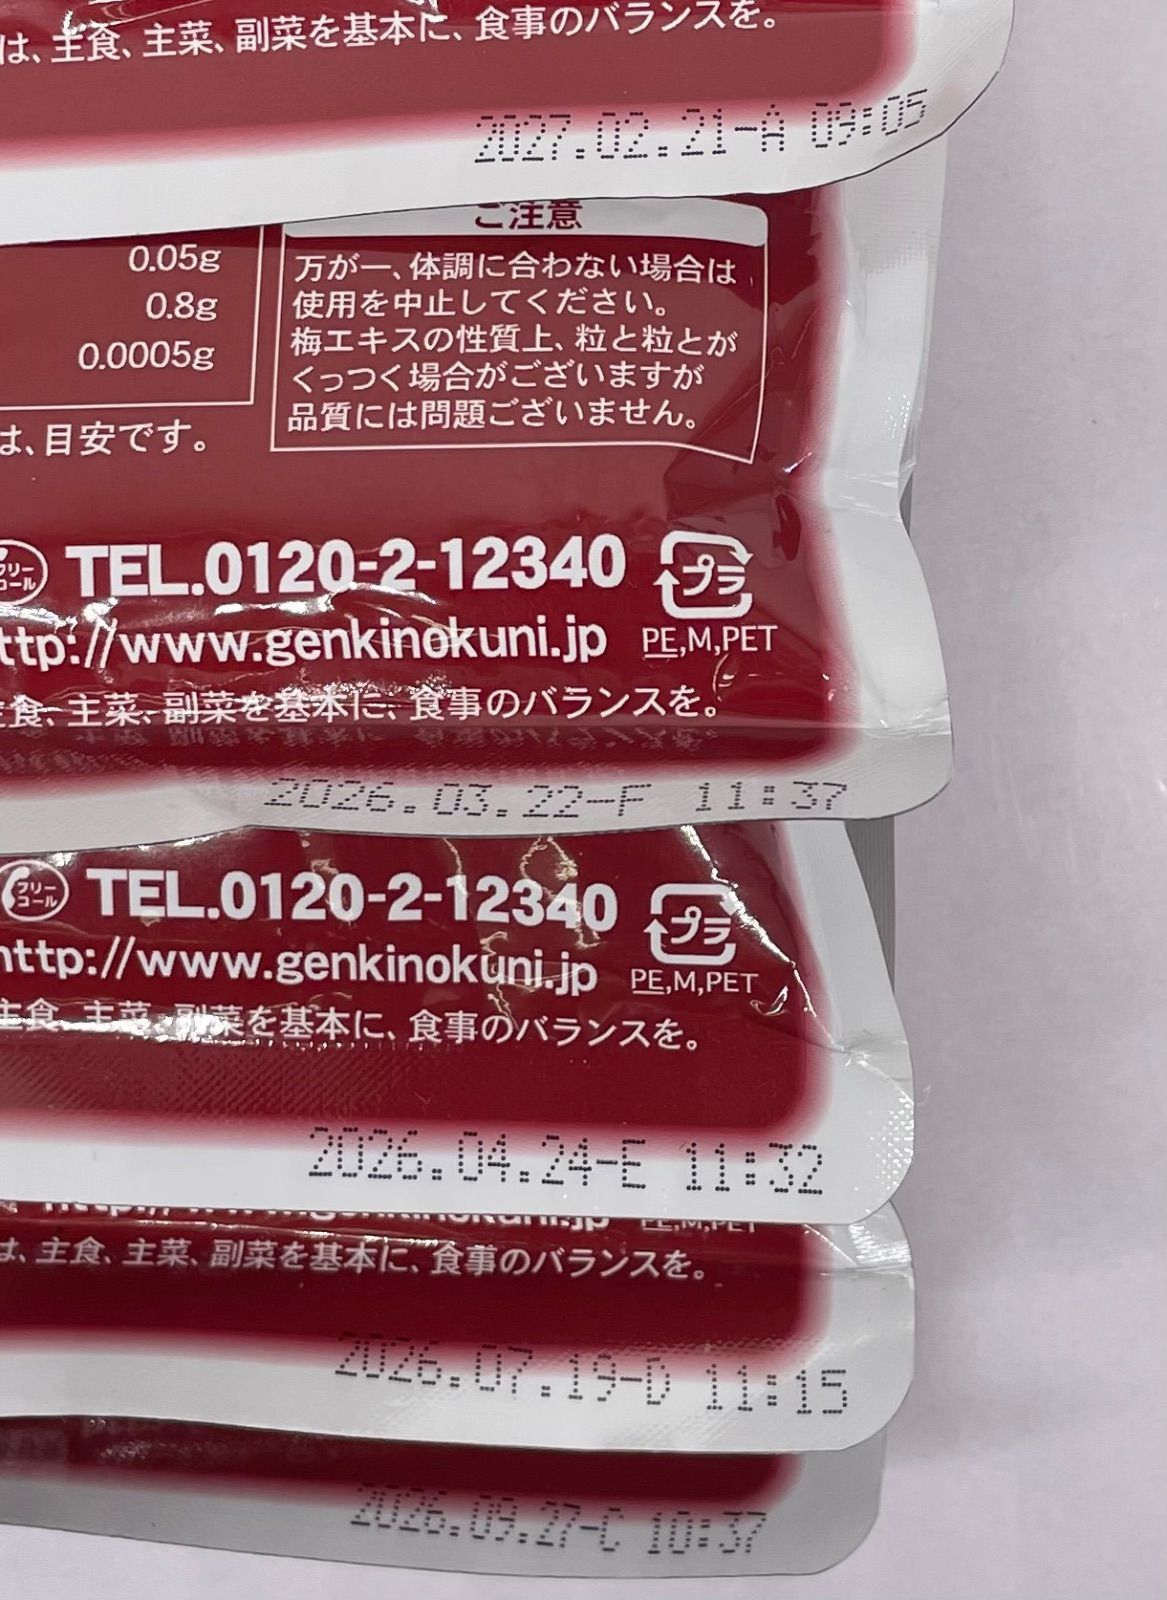 は、主食、主菜、副菜を基本に、食事のバランスを。
2027.02.21-A 09:05
ご注意
0.05g
0.8g
0.0005g
万が一、体調に合わない場合は
使用を中止してください。
梅エキスの性質上、粒と粒とが
くっつく場合がございますが
品質には問題ございません。
は、目安です。
フリーコール TEL.0120-2-12340 プラ
ttp://www.genkinokuni.jp PE,M,PET
主食、主菜、副菜を基本に、食事のバランスを。
2026.03.22-F 11:37
フリーコール TEL.0120-2-12340 プラ
http://www.genkinokuni.jp PE,M,PET
主食、主菜、副菜を基本に、食事のバランスを。
2026.04.24-E 11:32
http://www.genkinokuni.jp PE,M,PET
は、主食、主菜、副菜を基本に、食事のバランスを。
2026.07.19-D 11:15
2026.09.27-C 10:37